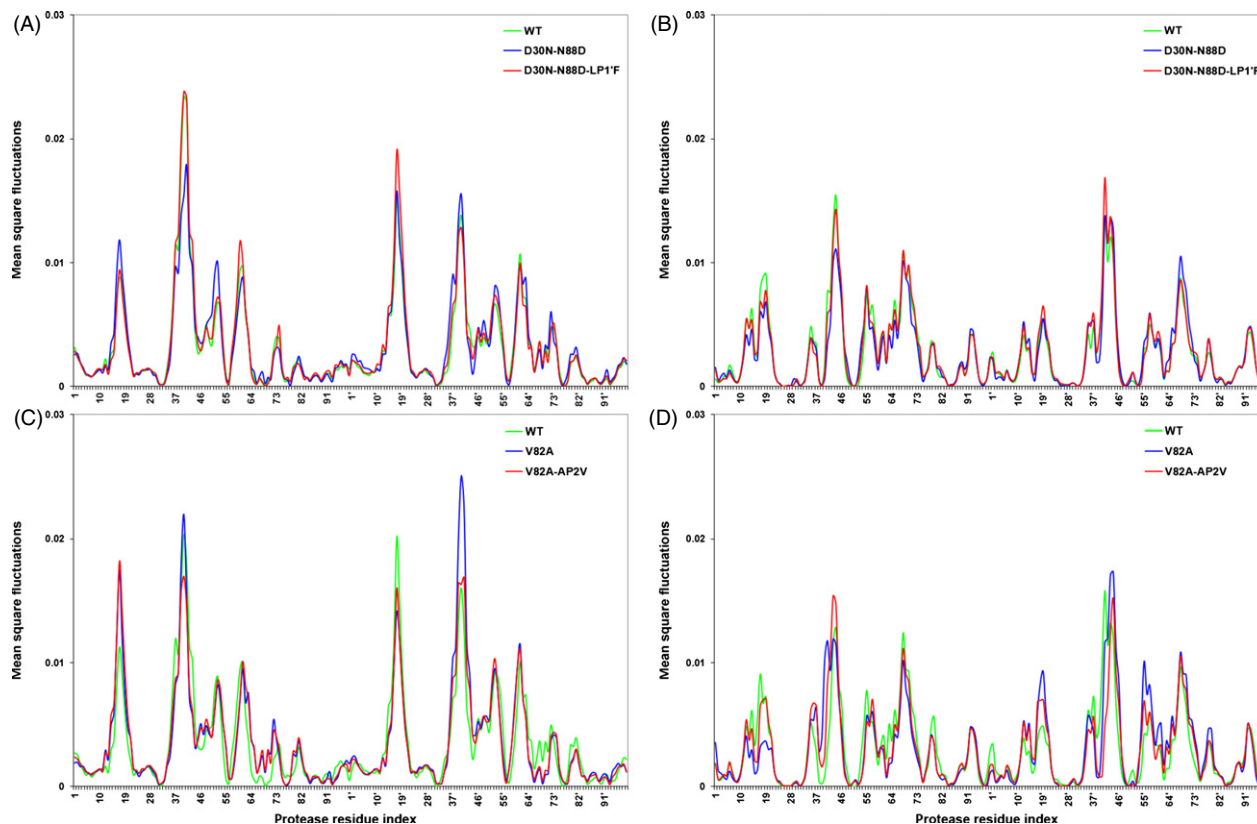 (A)
0.03
WT
D30N-N88D
D30N-N88D-LP1'F
Mean square fluctuations
0.02
0.01
0
1 10 19 28 37 46 55 64 73 82 91 1' 10' 19' 28' 37' 46' 55' 64' 73' 82' 91'
(B)
0.03
WT
D30N-N88D
D30N-N88D-LP1'F
Mean square fluctuations
0.02
0.01
0
1 10 19 28 37 46 55 64 73 82 91 1' 10' 19' 28' 37' 46' 55' 64' 73' 82' 91'
(C)
0.03
WT
V82A
V82A-AP2V
Mean square fluctuations
0.02
0.01
0
1 10 19 28 37 46 55 64 73 82 91 1' 10' 19' 28' 37' 46' 55' 64' 73' 82' 91'
Protease residue index
(D)
0.03
WT
V82A
V82A-AP2V
Mean square fluctuations
0.02
0.01
0
1 10 19 28 37 46 55 64 73 82 91 1' 10' 19' 28' 37' 46' 55' 64' 73' 82' 91'
Protease residue index